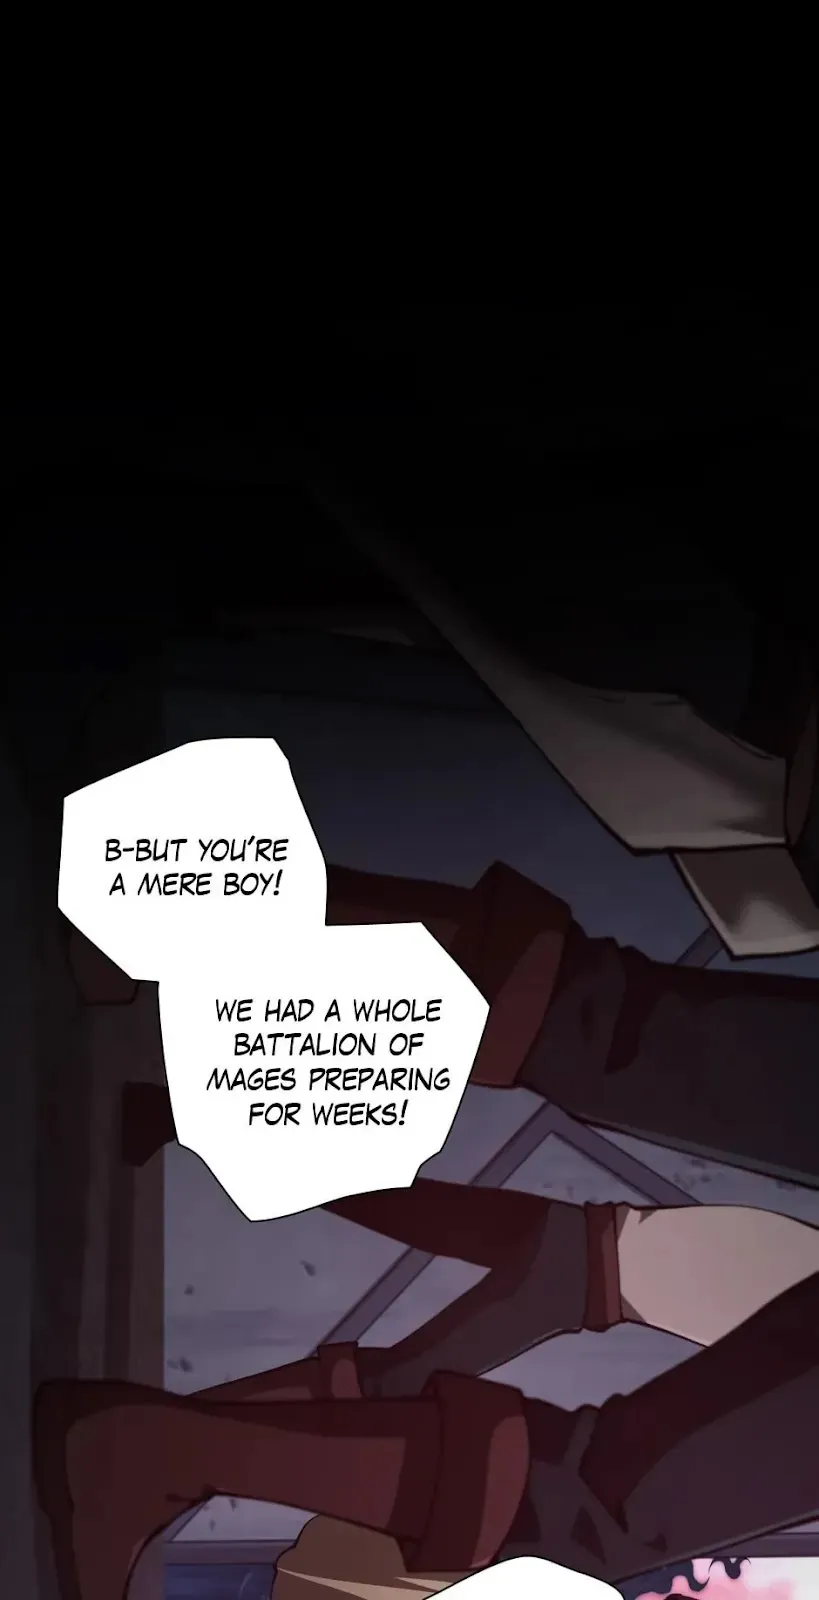 B-BUT YOU'RE
A MERE BOY!
WE HAD A WHOLE
BATTALION OF
MAGES PREPARING
FOR WEEKS!